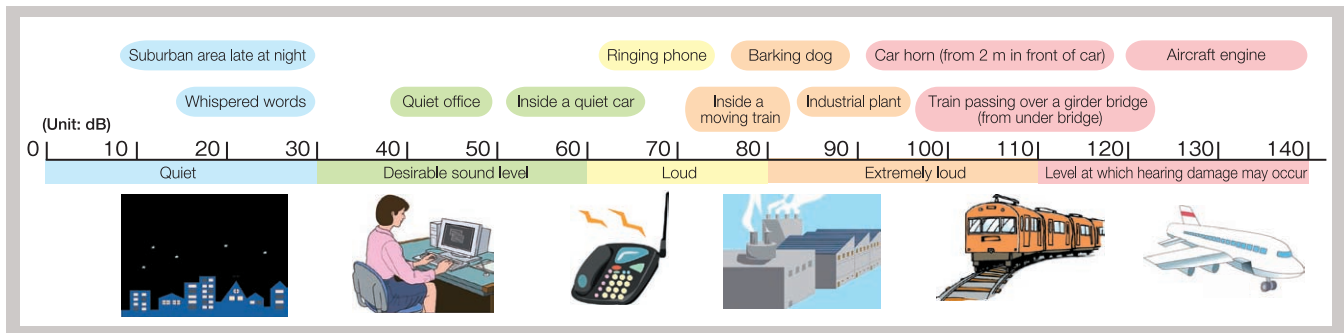 Suburban area late at night
Ringing phone
Barking dog
Car horn (from 2 m in front of car)
Aircraft engine
Whispered words
Quiet office
Inside a quiet car
Inside a
moving train
Industrial plant
Train passing over a girder bridge
(from under bridge)
(Unit: dB)
0 10 20 30 40 50 60 70 80 90 100 110 120 130 140
Quiet
Desirable sound level
Loud
Extremely loud
Level at which hearing damage may occur